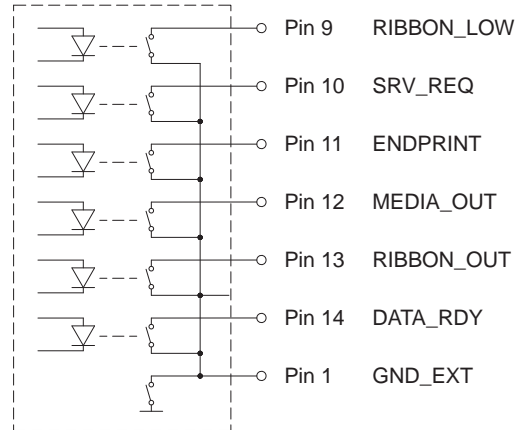 Pin 9 RIBBON_LOW
Pin 10 SRV_REQ
Pin 11 ENDPRINT
Pin 12 MEDIA_OUT
Pin 13 RIBBON_OUT
Pin 14 DATA_RDY
Pin 1 GND_EXT